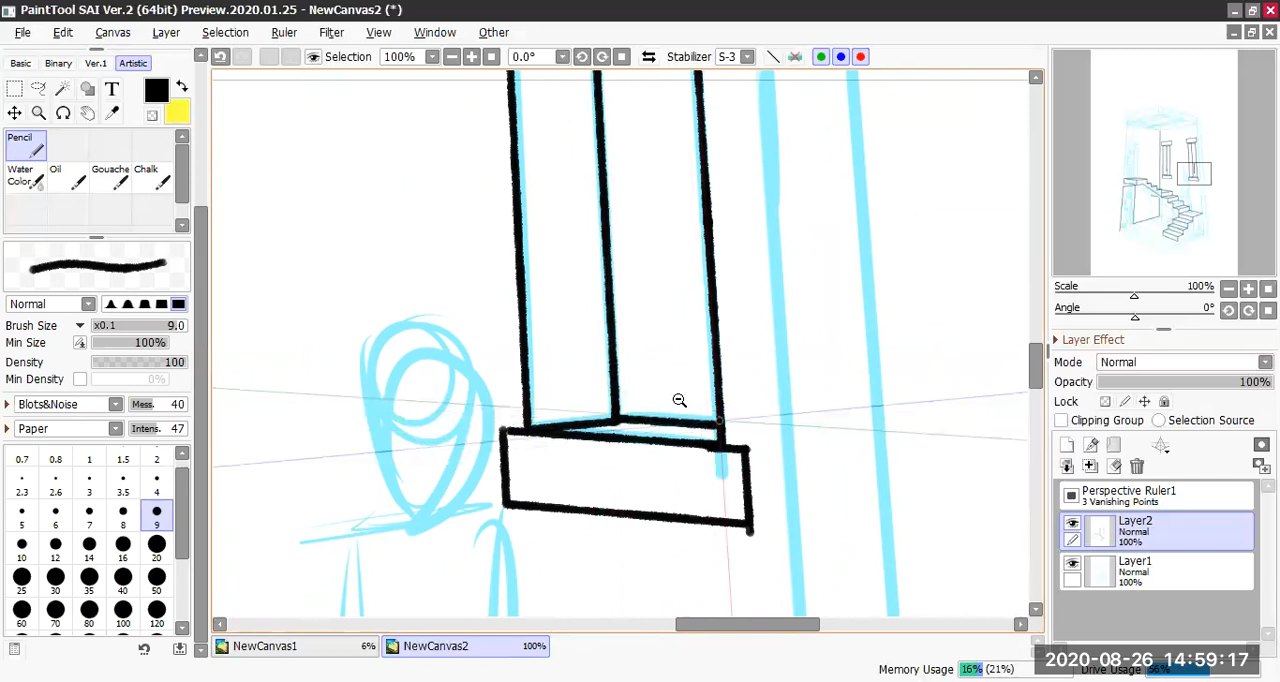 PaintTool SAI Ver.2 (64bit) Preview.2020.01.25 - NewCanvas2 (*)
File Edit Canvas Layer Selection Filter Ruler View Window Other
Basic Binary Ver.1 Artistic
Selection 100% 0.0° Stabilizer S-3
T
Pencil
Water Color Oil Gouache Chalk
Normal
Brush Size x0.1 9.0
Min Size 100%
Density 100
Min Density 0%
Blots&Noise Mess. 40
Paper Intens. 47
0.7 0.8 1 1.5 2
2.3 2.6 3 3.5 4
5 6 7 8 9
10 12 14 16 20
25 30 35 40 50
60 80 100 120
Scale 100%
Angle 0°
Layer Effect
Mode Normal
Opacity 100%
Lock
Clipping Group Selection Source
Perspective Ruler1
3 Vanishing Points
Layer2
Normal
100%
Layer1
Normal
100%
NewCanvas1 6% NewCanvas2 100%
Memory Usage 16% (21%) Drive Usage 56%
2020-08-26 14:59:17